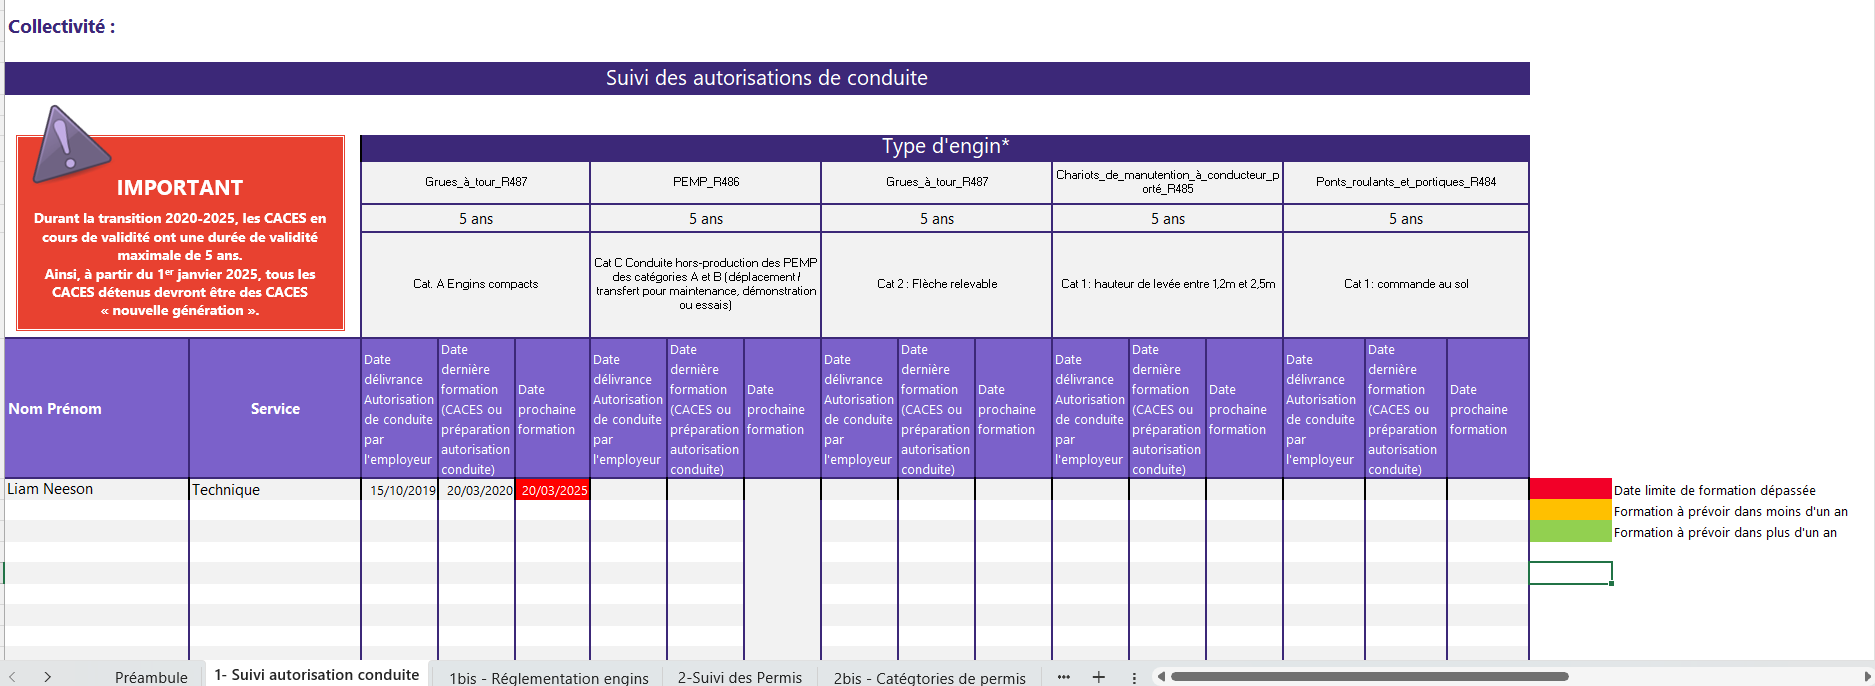 Collectivité :
Suivi des autorisations de conduite
IMPORTANT
Durant la transition 2020-2025, les CACES en
cours de validité ont une durée de validité
maximale de 5 ans.
Ainsi, à partir du 1er janvier 2025, tous les
CACES détenus devront être des CACES
« nouvelle génération ».
Type d'engin*
Grues_à_tour_R487
PEMP_R486
Grues_à_tour_R487
Chariots_de_manutention_à_conducteur_p
orté_R485
Ponts_roulants_et_portiques_R484
5 ans
5 ans
5 ans
5 ans
5 ans
Cat. A Engins compacts
Cat C Conduite hors-production des PEMP
des catégories A et B (déplacement /
transfert pour maintenance, démonstration
ou essais)
Cat 2 : Flèche relevable
Cat 1 : hauteur de levée entre 1,2m et 2,5m
Cat 1 : commande au sol
Nom Prénom
Service
Date
délivrance
Autorisation
de conduite
par
l'employeur
Date
dernière
formation
(CACES ou
préparation
autorisation
conduite)
Date
prochaine
formation
Date
délivrance
Autorisation
de conduite
par
l'employeur
Date
dernière
formation
(CACES ou
préparation
autorisation
conduite)
Date
prochaine
formation
Date
délivrance
Autorisation
de conduite
par
l'employeur
Date
dernière
formation
(CACES ou
préparation
autorisation
conduite)
Date
prochaine
formation
Date
délivrance
Autorisation
de conduite
par
l'employeur
Date
dernière
formation
(CACES ou
préparation
autorisation
conduite)
Date
prochaine
formation
Date
délivrance
Autorisation
de conduite
par
l'employeur
Date
dernière
formation
(CACES ou
préparation
autorisation
conduite)
Date
prochaine
formation
Liam Neeson
Technique
15/10/2019
20/03/2020
20/03/2025
Date limite de formation dépassée
Formation à prévoir dans moins d'un an
Formation à prévoir dans plus d'un an
Préambule
1- Suivi autorisation conduite
1bis - Réglementation engins
2-Suivi des Permis
2bis - Catégtories de permis